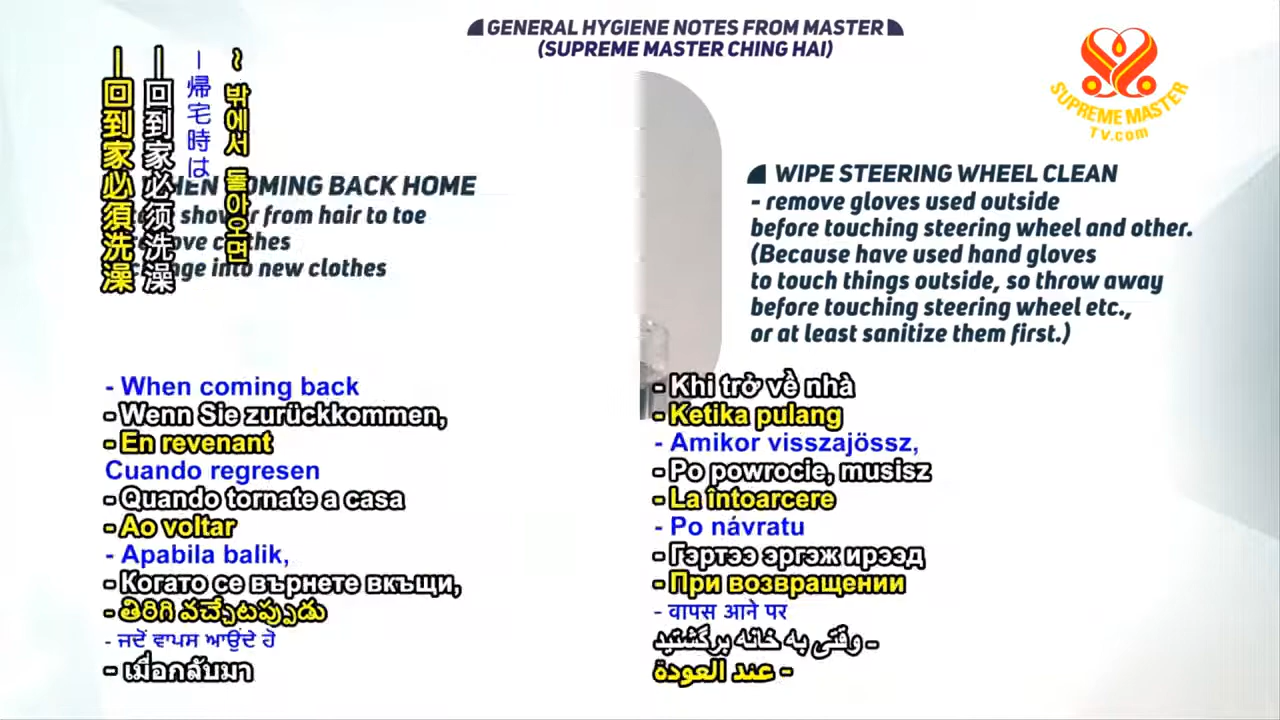 GENERAL HYGIENE NOTES FROM MASTER
(SUPREME MASTER CHING HAI)
SUPREME MASTER
TV.com
| 回到家必須洗澡
| 回到家必须洗澡
| 帰宅時は
~ 밖에서 돌아오면
COMING BACK HOME
from hair to toe
into new clothes
WIPE STEERING WHEEL CLEAN
- remove gloves used outside
before touching steering wheel and other.
(Because have used hand gloves
to touch things outside, so throw away
before touching steering wheel etc.,
or at least sanitize them first.)
- When coming back
- Wenn Sie zurückkommen,
- En revenant
Cuando regresen
- Quando tornate a casa
- Ao voltar
- Apabila balik,
- Когато се върнете вкъщи,
- తిరిగి వచ్చేటప్పుడు
- ਜਦੋਂ ਵਾਪਸ ਆਉਂਦੇ ਹੋ
- เมื่อกลับมา
- Khi trở về nhà
- Ketika pulang
- Amikor visszajössz,
- Po powrocie, musisz
- La întoarcere
- Po návratu
- Гэртээ эргэж ирээд
- При возвращении
- वापस आने पर
- وقتی به خانه برگشتید
- عند العودة